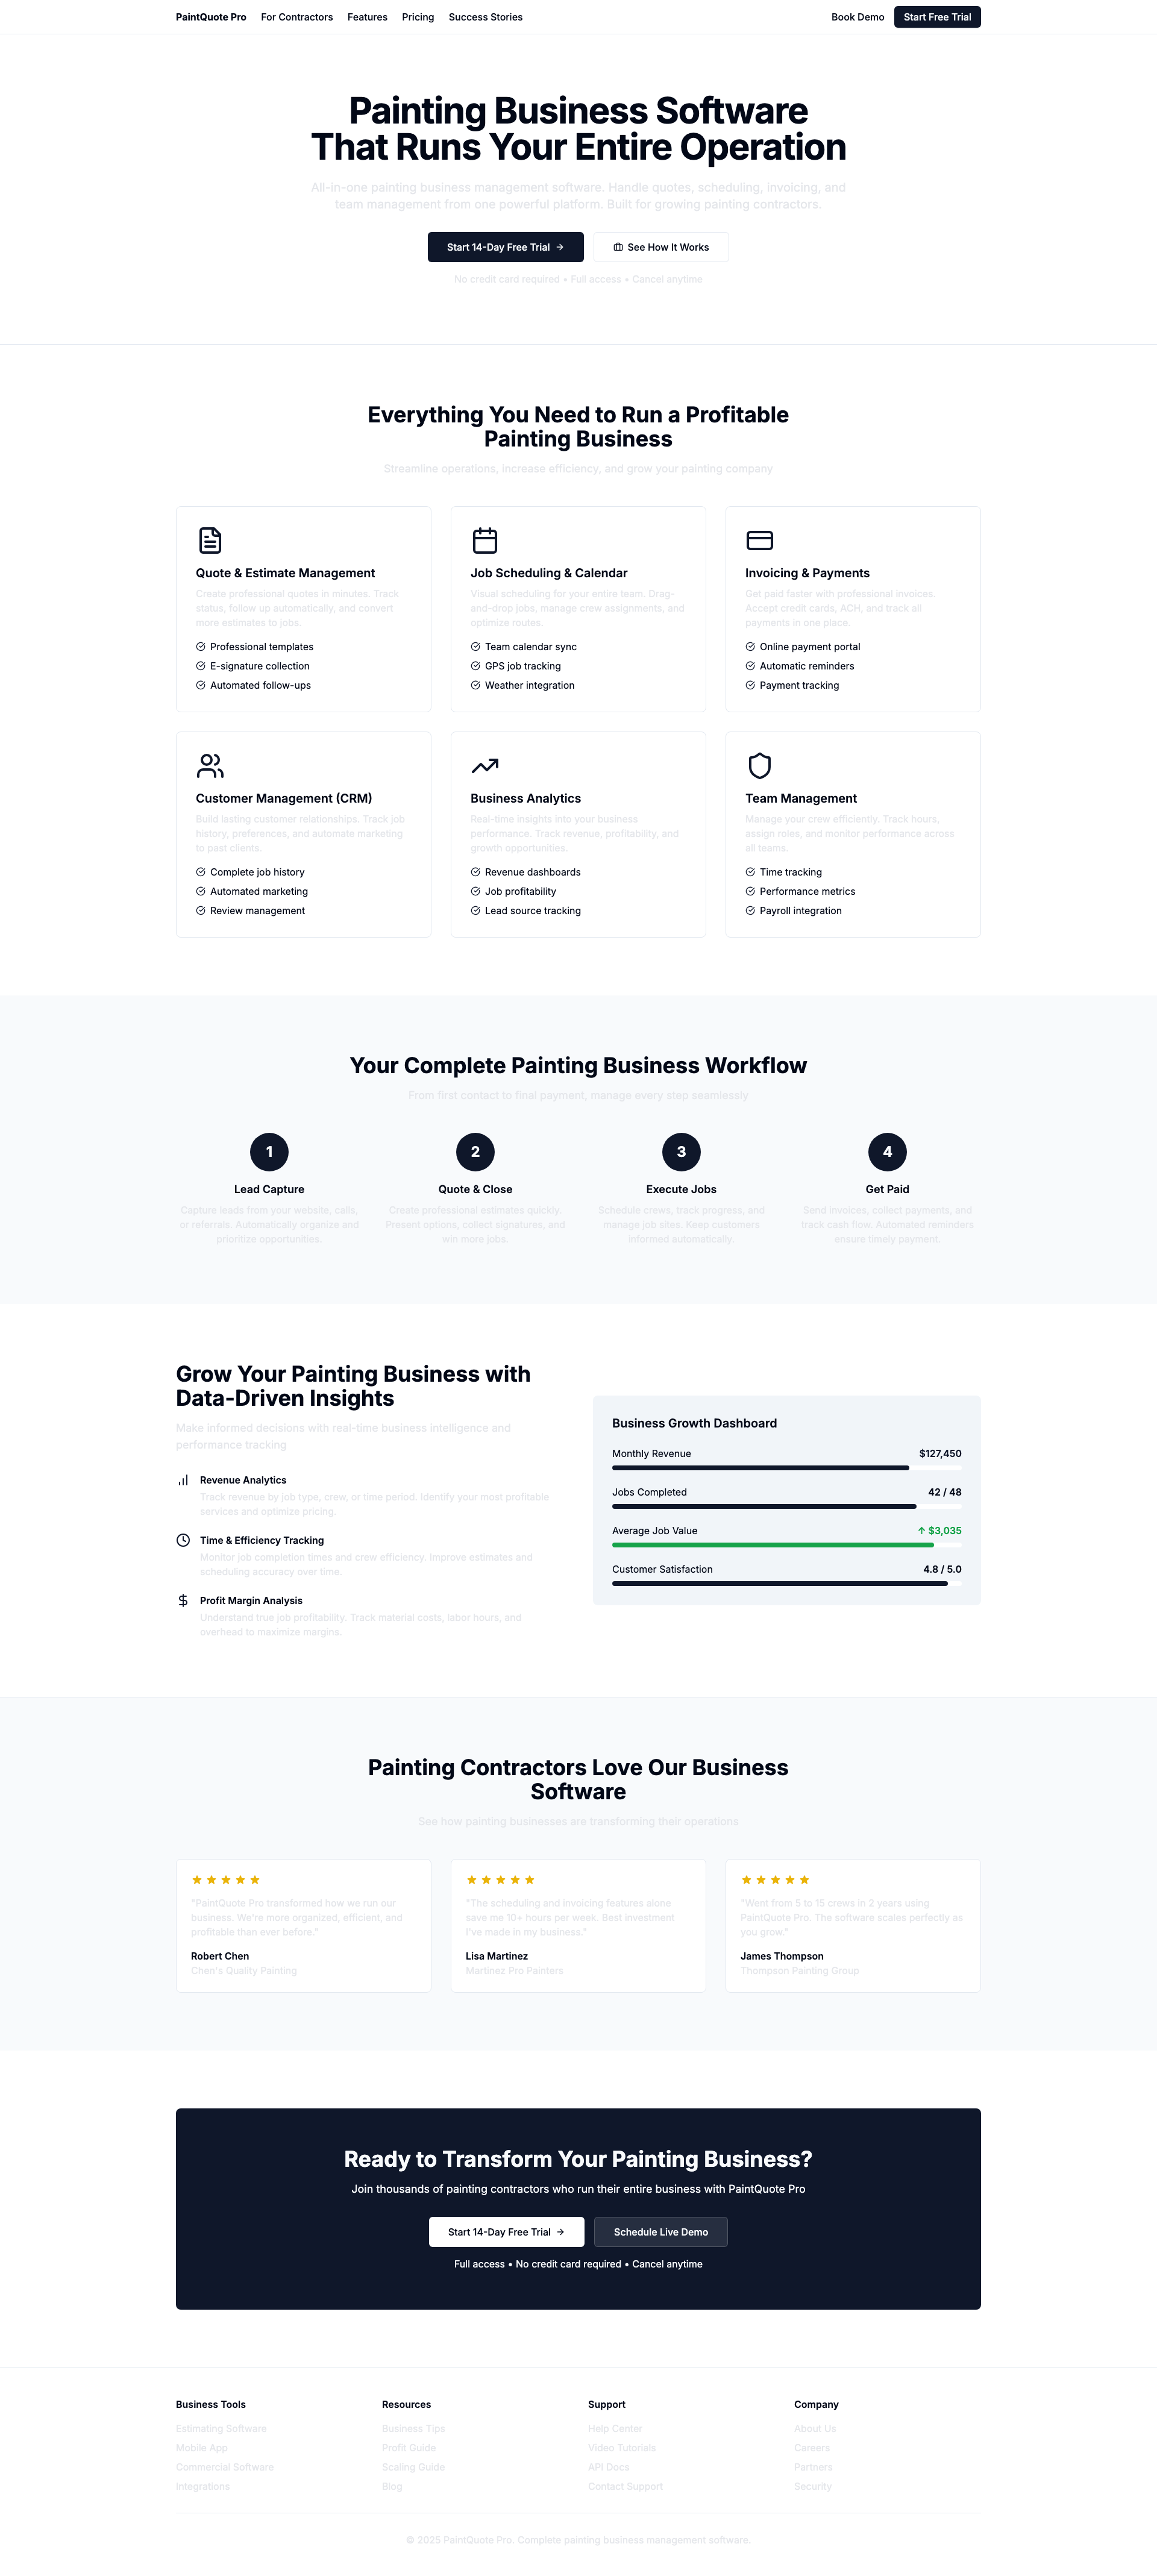 PaintQuote Pro For Contractors Features Pricing Success Stories Book Demo Start Free Trial
Painting Business Software
That Runs Your Entire Operation
All-in-one painting business management software. Handle quotes, scheduling, invoicing, and
team management from one powerful platform. Built for growing painting contractors.
Start 14-Day Free Trial → See How It Works
No credit card required • Full access • Cancel anytime
Everything You Need to Run a Profitable
Painting Business
Streamline operations, increase efficiency, and grow your painting company
Quote & Estimate Management
Create professional quotes in minutes. Track
status, follow up automatically, and convert
more estimates to jobs.
Professional templates
E-signature collection
Automated follow-ups
Job Scheduling & Calendar
Visual scheduling for your entire team. Drag-
and-drop jobs, manage crew assignments, and
optimize routes.
Team calendar sync
GPS job tracking
Weather integration
Invoicing & Payments
Get paid faster with professional invoices.
Accept credit cards, ACH, and track all
payments in one place.
Online payment portal
Automatic reminders
Payment tracking
Customer Management (CRM)
Build lasting customer relationships. Track job
history, preferences, and automate marketing
to past clients.
Complete job history
Automated marketing
Review management
Business Analytics
Real-time insights into your business
performance. Track revenue, profitability, and
growth opportunities.
Revenue dashboards
Job profitability
Lead source tracking
Team Management
Manage your crew efficiently. Track hours,
assign roles, and monitor performance across
all teams.
Time tracking
Performance metrics
Payroll integration
Your Complete Painting Business Workflow
From first contact to final payment, manage every step seamlessly
1
Lead Capture
Capture leads from your website, calls,
or referrals. Automatically organize and
prioritize opportunities.
2
Quote & Close
Create professional estimates quickly.
Present options, collect signatures, and
win more jobs.
3
Execute Jobs
Schedule crews, track progress, and
manage job sites. Keep customers
informed automatically.
4
Get Paid
Send invoices, collect payments, and
track cash flow. Automated reminders
ensure timely payment.
Grow Your Painting Business with
Data-Driven Insights
Make informed decisions with real-time business intelligence and
performance tracking
Revenue Analytics
Track revenue by job type, crew, or time period. Identify your most profitable
services and optimize pricing.
Time & Efficiency Tracking
Monitor job completion times and crew efficiency. Improve estimates and
scheduling accuracy over time.
Profit Margin Analysis
Understand true job profitability. Track material costs, labor hours, and
overhead to maximize margins.
Business Growth Dashboard
Monthly Revenue $127,450
Jobs Completed 42 / 48
Average Job Value ↑ $3,035
Customer Satisfaction 4.8 / 5.0
Painting Contractors Love Our Business
Software
See how painting businesses are transforming their operations
"PaintQuote Pro transformed how we run our
business. We're more organized, efficient, and
profitable than ever before."
Robert Chen
Chen's Quality Painting
"The scheduling and invoicing features alone
save me 10+ hours per week. Best investment
I've made in my business."
Lisa Martinez
Martinez Pro Painters
"Went from 5 to 15 crews in 2 years using
PaintQuote Pro. The software scales perfectly as
you grow."
James Thompson
Thompson Painting Group
Ready to Transform Your Painting Business?
Join thousands of painting contractors who run their entire business with PaintQuote Pro
Start 14-Day Free Trial → Schedule Live Demo
Full access • No credit card required • Cancel anytime
Business Tools
Estimating Software
Mobile App
Commercial Software
Integrations
Resources
Business Tips
Profit Guide
Scaling Guide
Blog
Support
Help Center
Video Tutorials
API Docs
Contact Support
Company
About Us
Careers
Partners
Security
© 2025 PaintQuote Pro. Complete painting business management software.